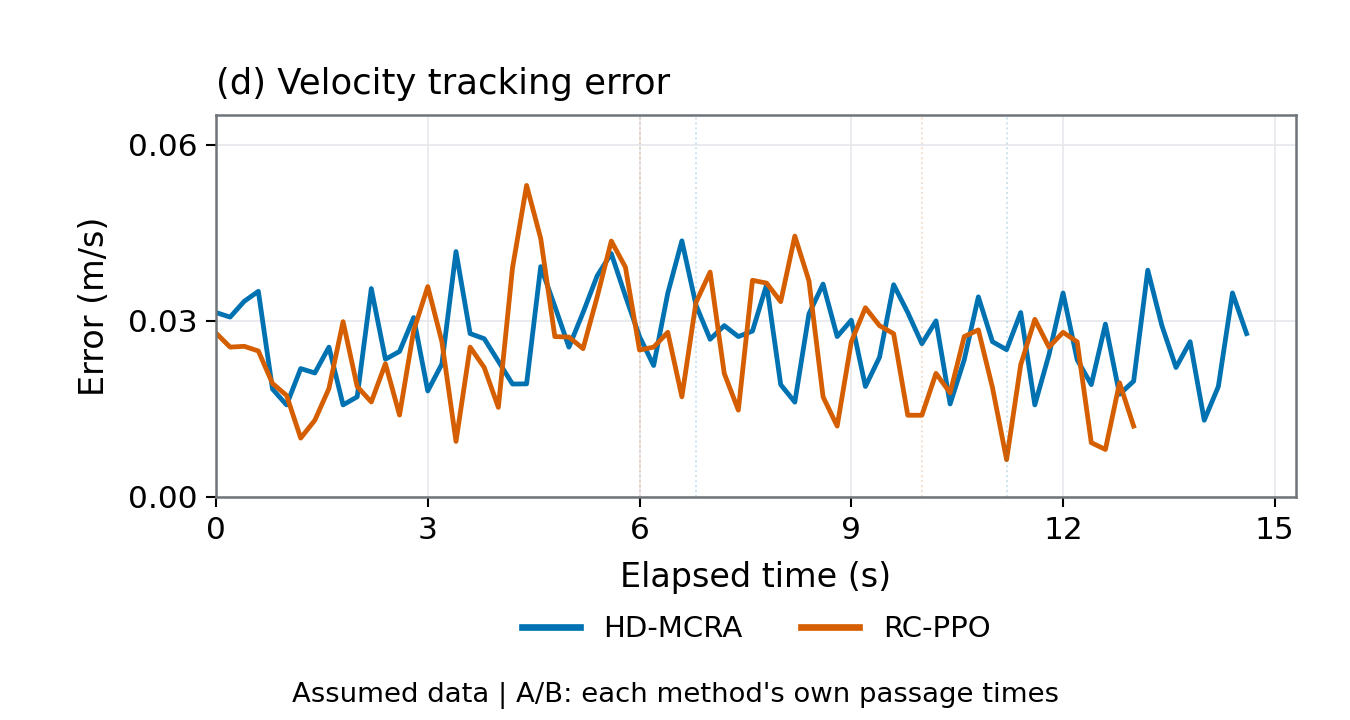 (d) Velocity tracking error
0.06
0.03
0.00
Error (m/s)
0 3 6 9 12 15
Elapsed time (s)
HD-MCRA RC-PPO
Assumed data | A/B: each method's own passage times